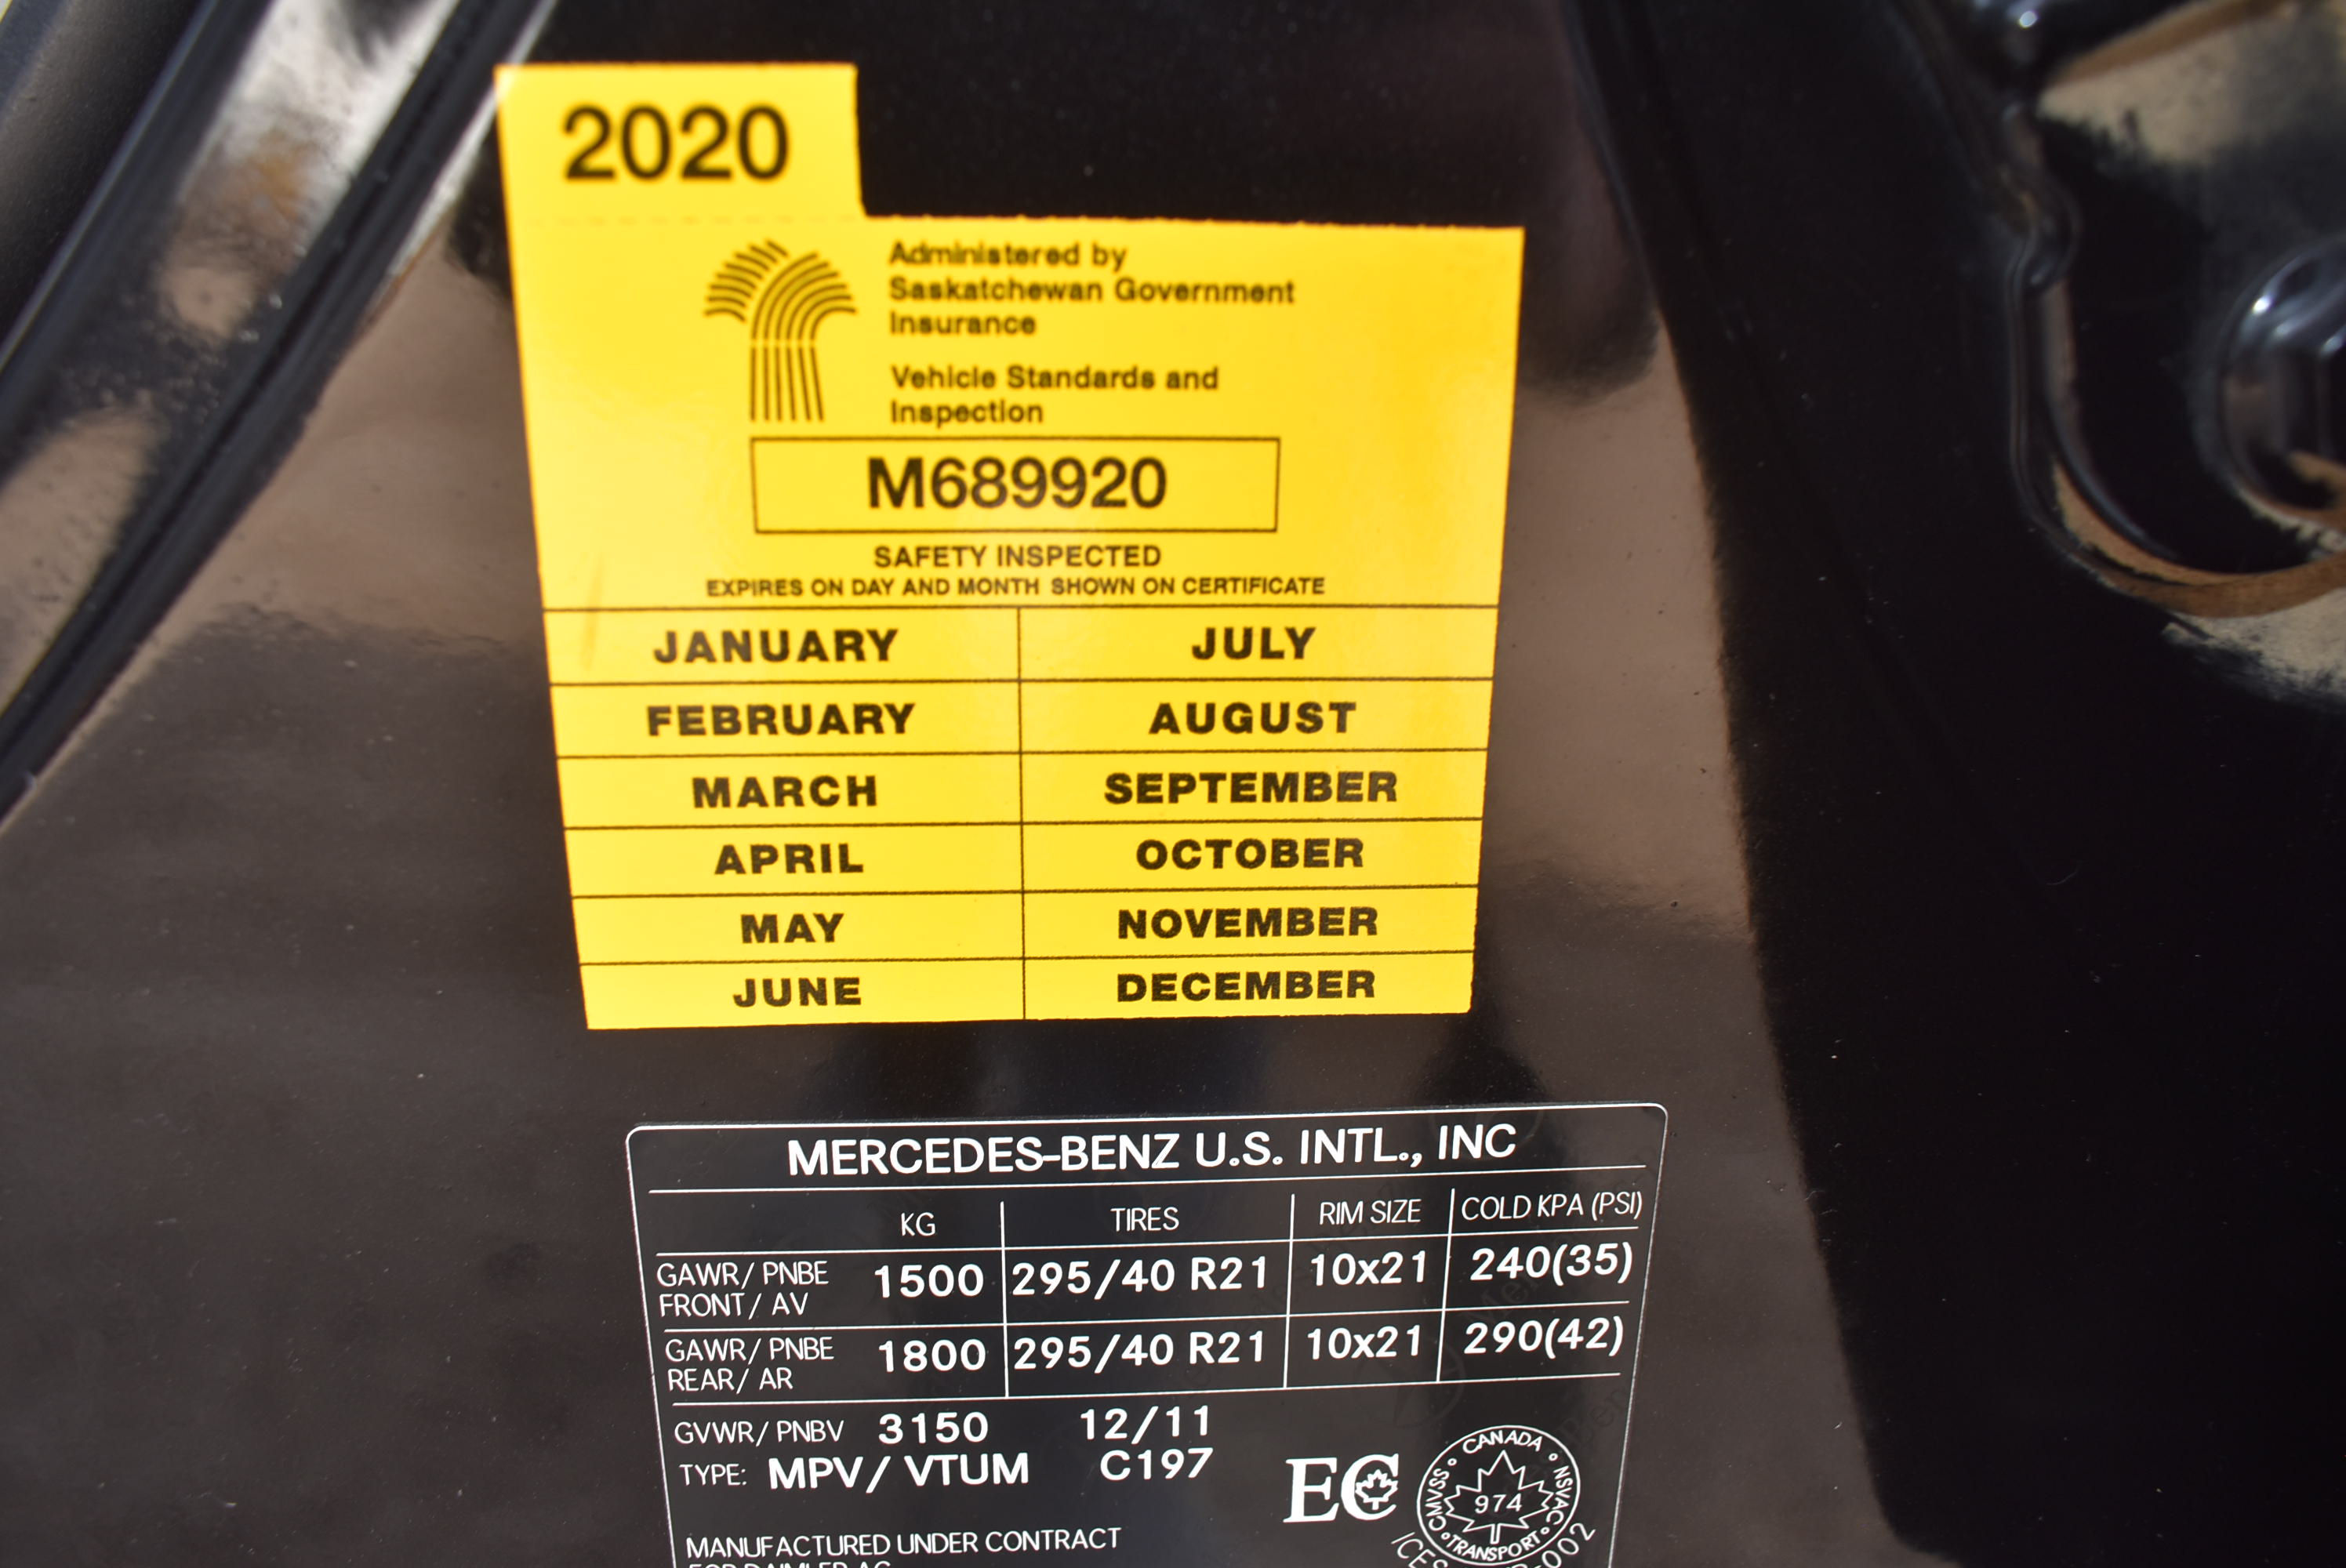 2020
Administered by
Saskatchewan Government
Insurance
Vehicle Standards and
Inspection
M689920
SAFETY INSPECTED
EXPIRES ON DAY AND MONTH SHOWN ON CERTIFICATE
JANUARY JULY
FEBRUARY AUGUST
MARCH SEPTEMBER
APRIL OCTOBER
MAY NOVEMBER
JUNE DECEMBER
MERCEDES-BENZ U.S. INTL., INC
KG TIRES RIM SIZE COLD KPA (PSI)
GAWR/ PNBE
FRONT/ AV 1500 295/40 R21 10x21 240(35)
GAWR/ PNBE
REAR/ AR 1800 295/40 R21 10x21 290(42)
GVWR/ PNBV 3150 12/11
TYPE: MPV/ VTUM C197
EC
CANADA
CMVSS
NSVAC
974
TRANSPORT
MANUFACTURED UNDER CONTRACT
FOR DAIMLER AG